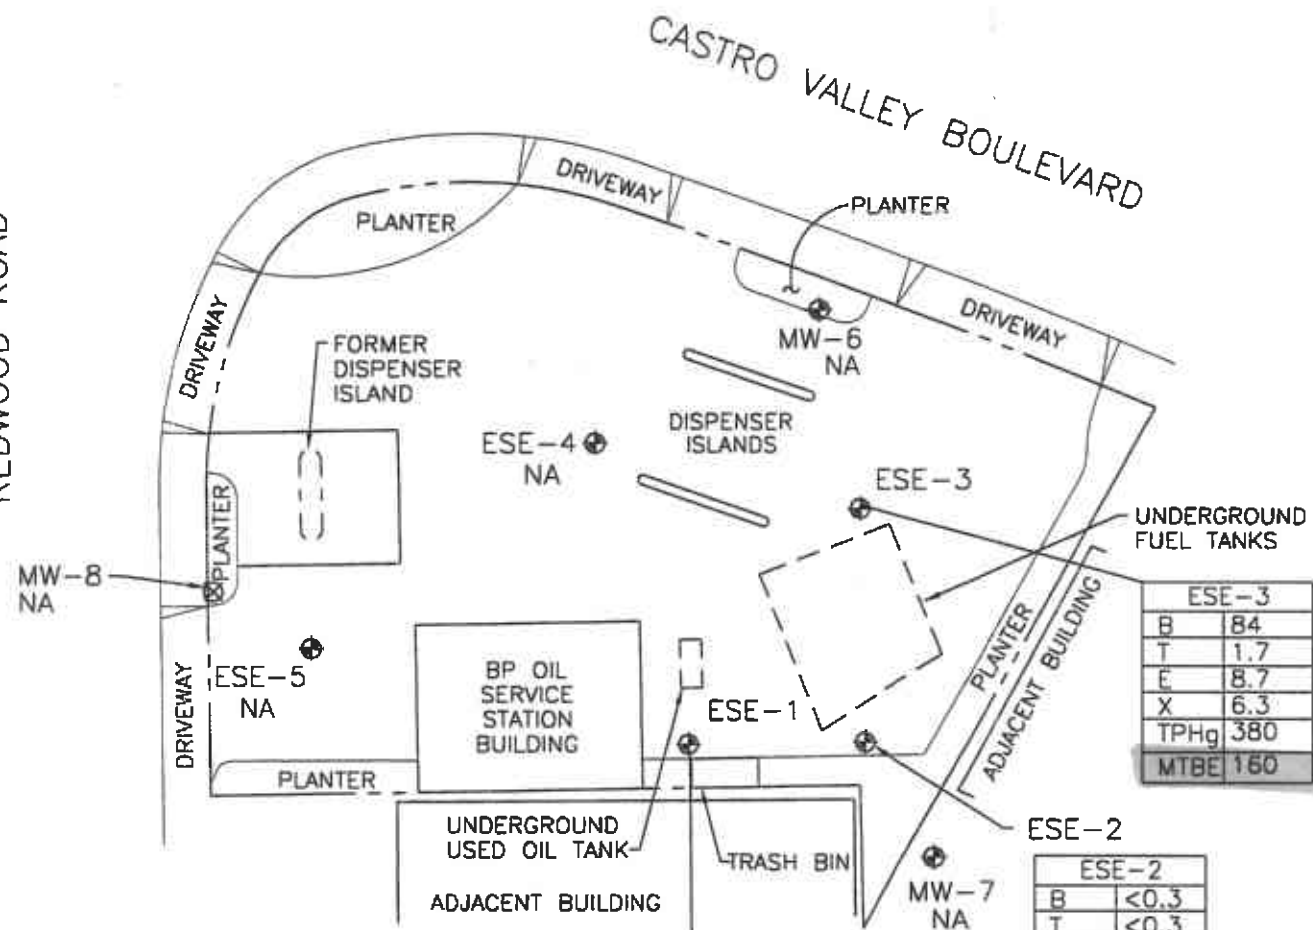 CASTRO VALLEY BOULEVARD
REDWOOD ROAD
DRIVEWAY
PLANTER
PLANTER
DRIVEWAY
DRIVEWAY
MW-6
NA
FORMER
DISPENSER
ISLAND
DISPENSER
ISLANDS
ESE-4
NA
ESE-3
UNDERGROUND
FUEL TANKS
PLANTER
MW-8
NA
ESE-3
B 84
T 1.7
E 8.7
X 6.3
TPHg 380
MTBE 160
PLANTER
ADJACENT BUILDING
ESE-5
NA
DRIVEWAY
BP OIL
SERVICE
STATION
BUILDING
ESE-1
PLANTER
UNDERGROUND
USED OIL TANK
TRASH BIN
ESE-2
MW-7
NA
ADJACENT BUILDING
ESE-2
B <0.3
T <0.3